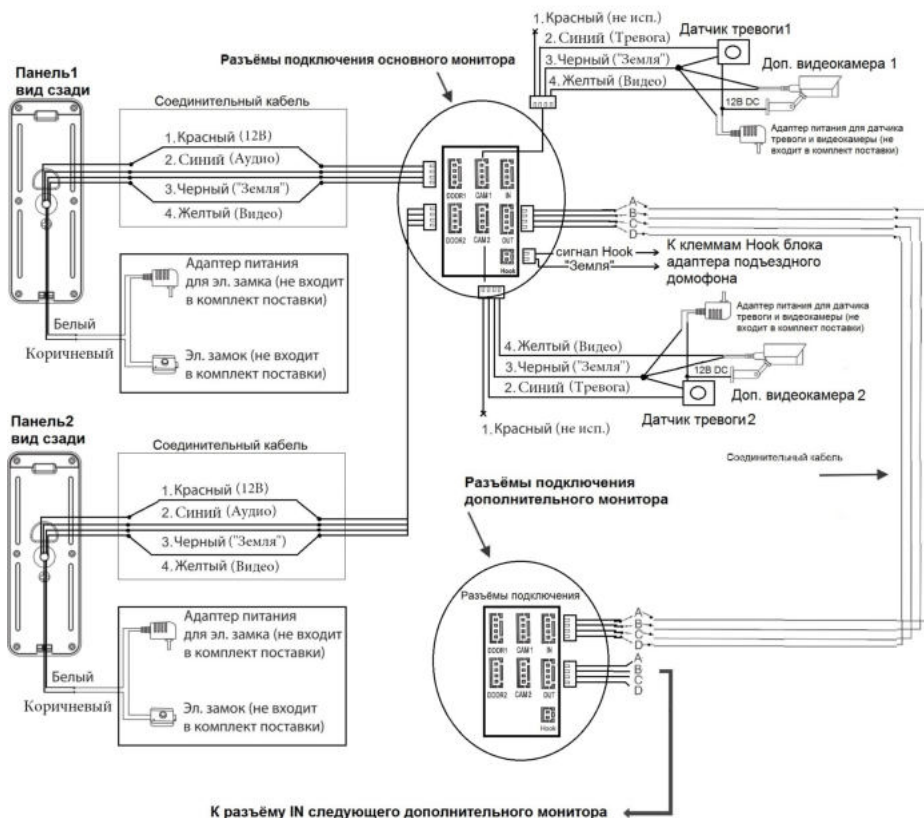 1. Красный (не исп.)
2. Синий (Тревога)
3. Черный ("Земля")
4. Желтый (Видео)
Датчик тревоги1
Доп. видеокамера 1
12В DC
Адаптер питания для датчика
тревоги и видеокамеры (не
входит в комплект поставки)
Разъёмы подключения основного монитора
Панель1
вид сзади
Соединительный кабель
1. Красный (12В)
2. Синий (Аудио)
3. Черный ("Земля")
4. Желтый (Видео)
DOOR1
CAM 1
IN
DOOR2
CAM 2
OUT
Hook
A
B
C
D
сигнал Hook
"Земля"
К клеммам Hook блока
адаптера подъездного
домофона
Адаптер питания
для эл. замка (не входит
в комплект поставки)
Белый
Коричневый
Эл. замок (не входит
в комплект поставки)
Адаптер питания для датчика
тревоги и видеокамеры (не
входит в комплект поставки)
4. Желтый (Видео)
3. Черный ("Земля")
2. Синий (Тревога)
1. Красный (не исп.)
12В DC
Доп. видеокамера 2
Датчик тревоги2
Панель2
вид сзади
Соединительный кабель
1. Красный (12В)
2. Синий (Аудио)
3. Черный ("Земля")
4. Желтый (Видео)
Соединительный кабель
Разъёмы подключения
дополнительного монитора
Разъёмы подключения
DOOR1
CAM 1
IN
DOOR2
CAM 2
OUT
Hook
A
B
C
D
A
B
C
D
Адаптер питания
для эл. замка (не входит
в комплект поставки)
Белый
Коричневый
Эл. замок (не входит
в комплект поставки)
К разъёму IN следующего дополнительного монитора